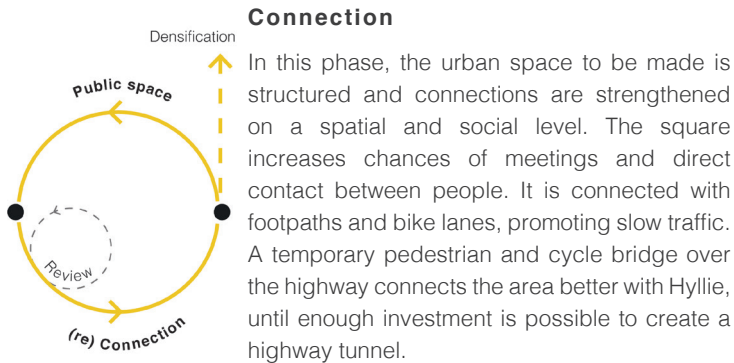 Connection
Densification
Public space
Review
(re) Connection
In this phase, the urban space to be made is
structured and connections are strengthened
on a spatial and social level. The square
increases chances of meetings and direct
contact between people. It is connected with
footpaths and bike lanes, promoting slow traffic.
A temporary pedestrian and cycle bridge over
the highway connects the area better with Hyllie,
until enough investment is possible to create a
highway tunnel.